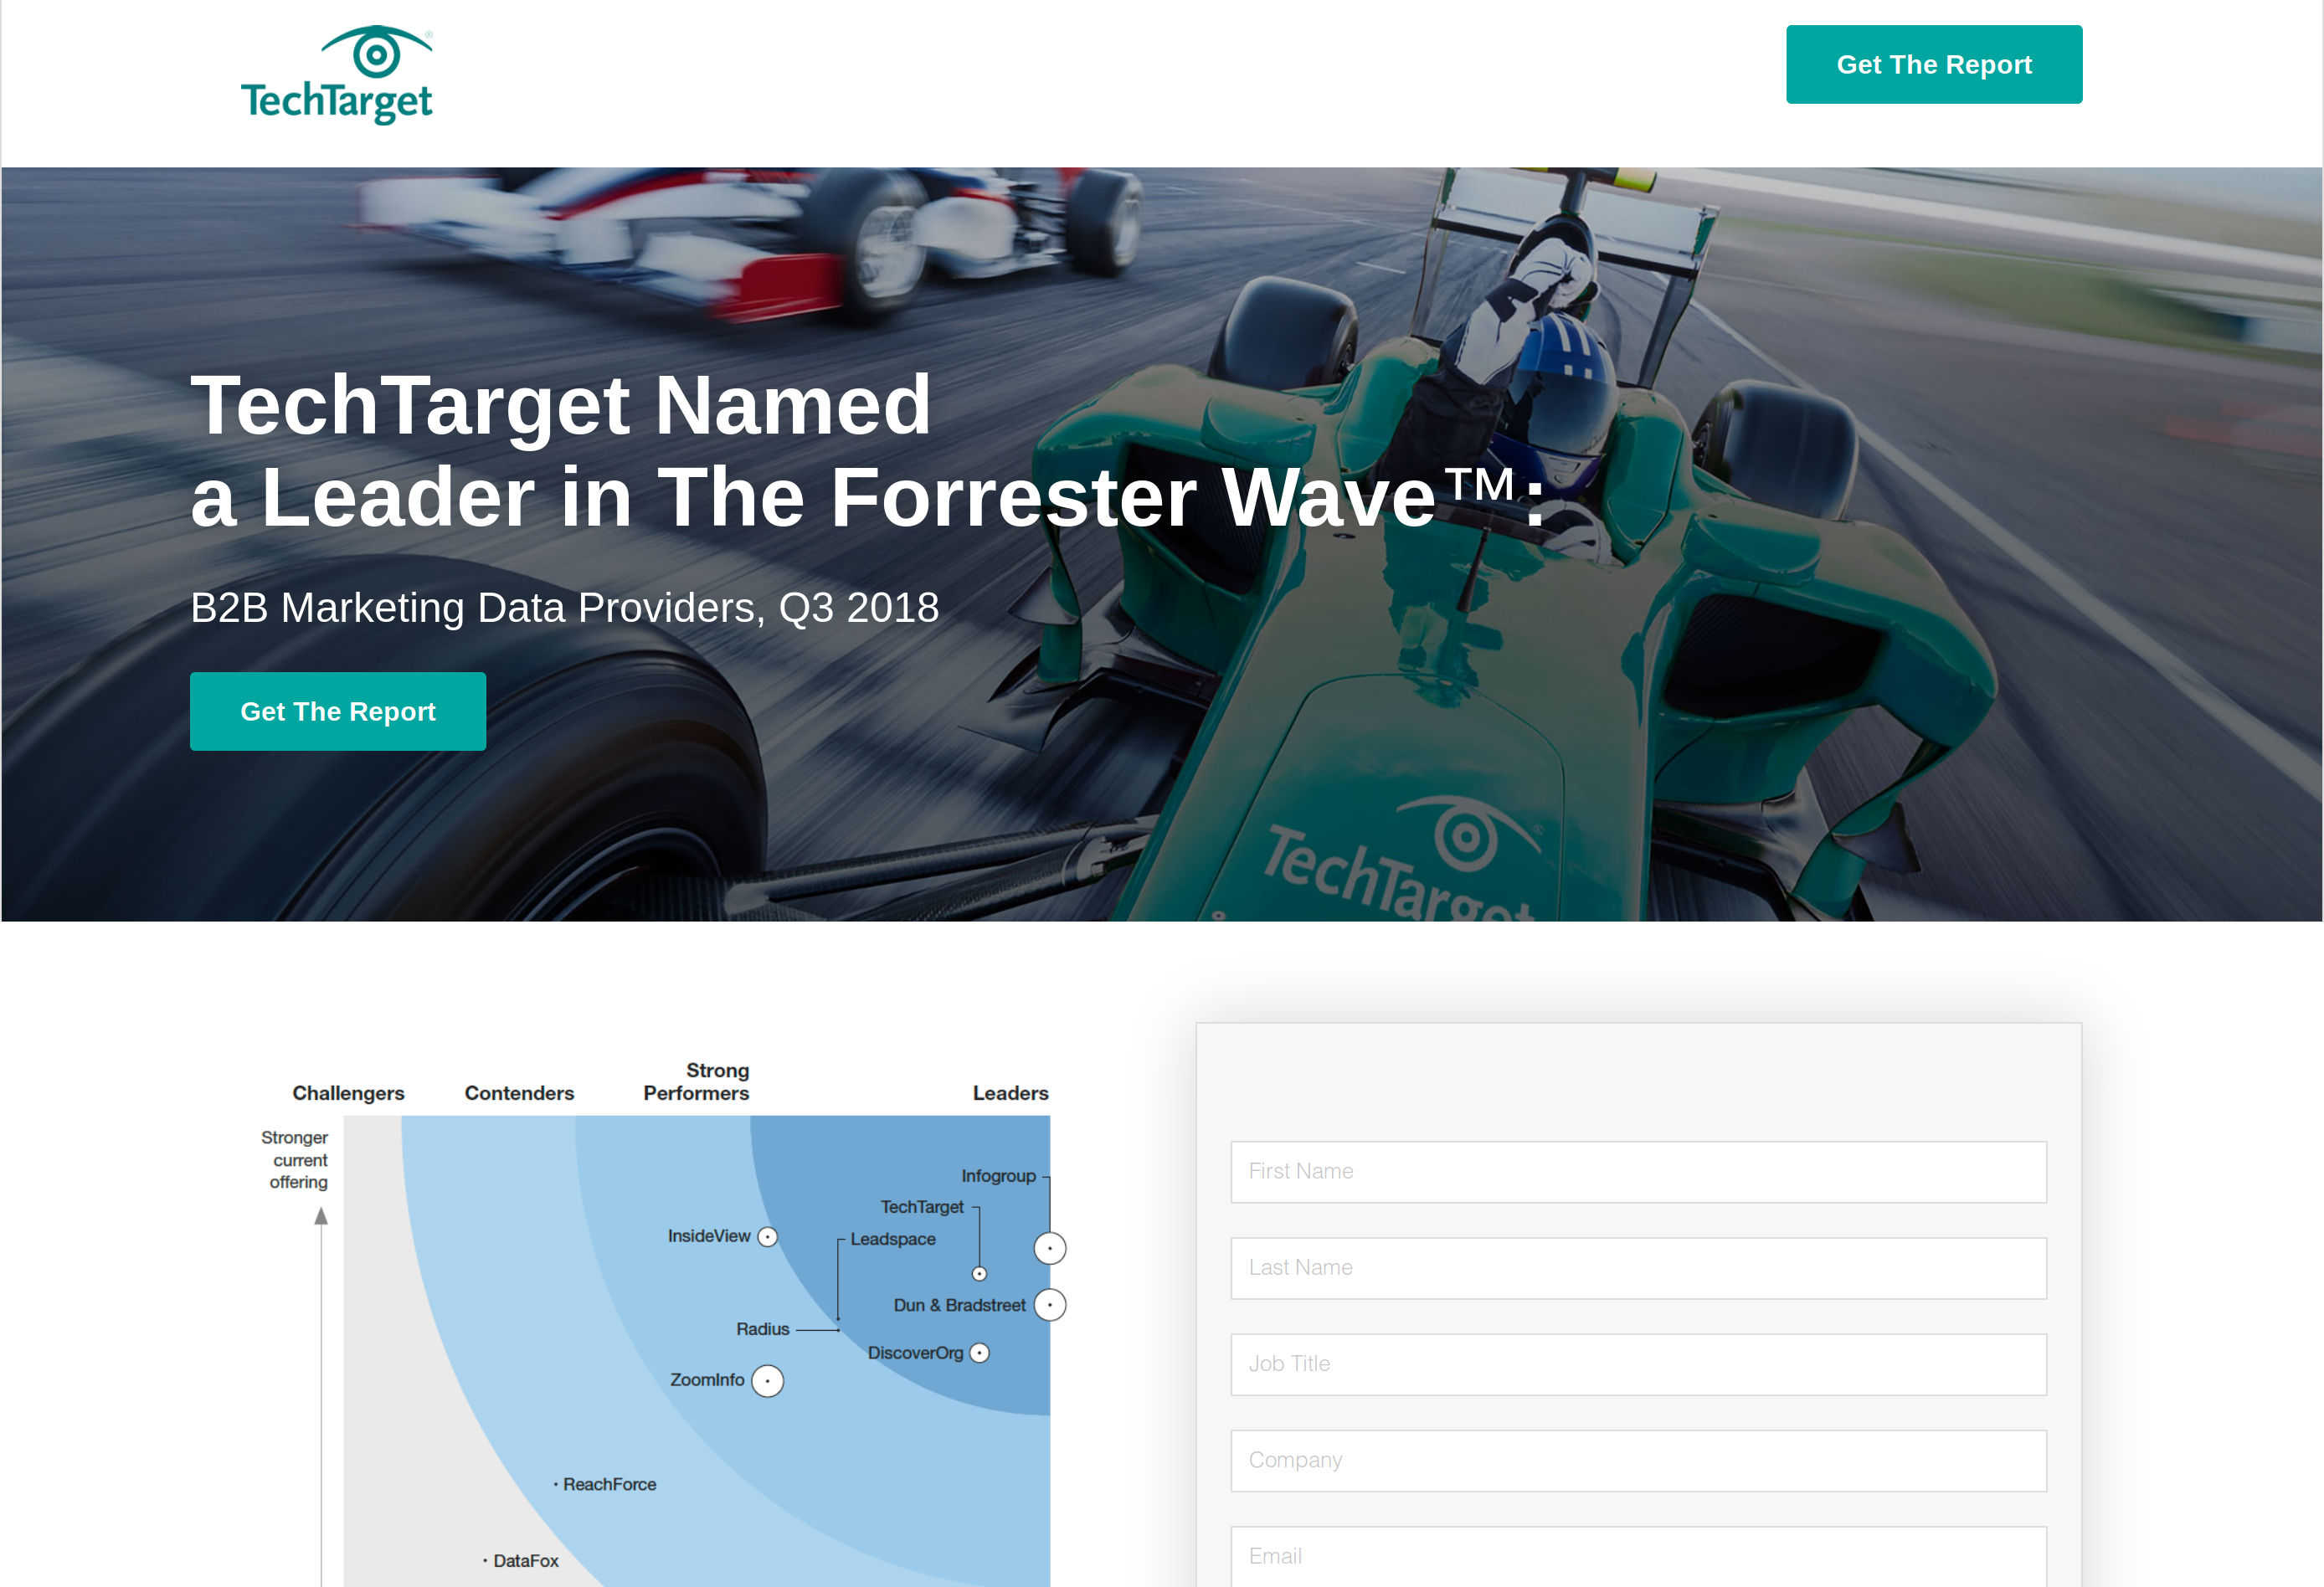 TechTarget®
Get The Report
TechTarget Named
a Leader in The Forrester Wave™:
B2B Marketing Data Providers, Q3 2018
Get The Report
TechTarget®
Challengers
Contenders
Strong
Performers
Leaders
Stronger
current
offering
Infogroup
TechTarget
InsideView
Leadspace
Dun & Bradstreet
Radius
DiscoverOrg
ZoomInfo
ReachForce
DataFox
First Name
Last Name
Job Title
Company
Email